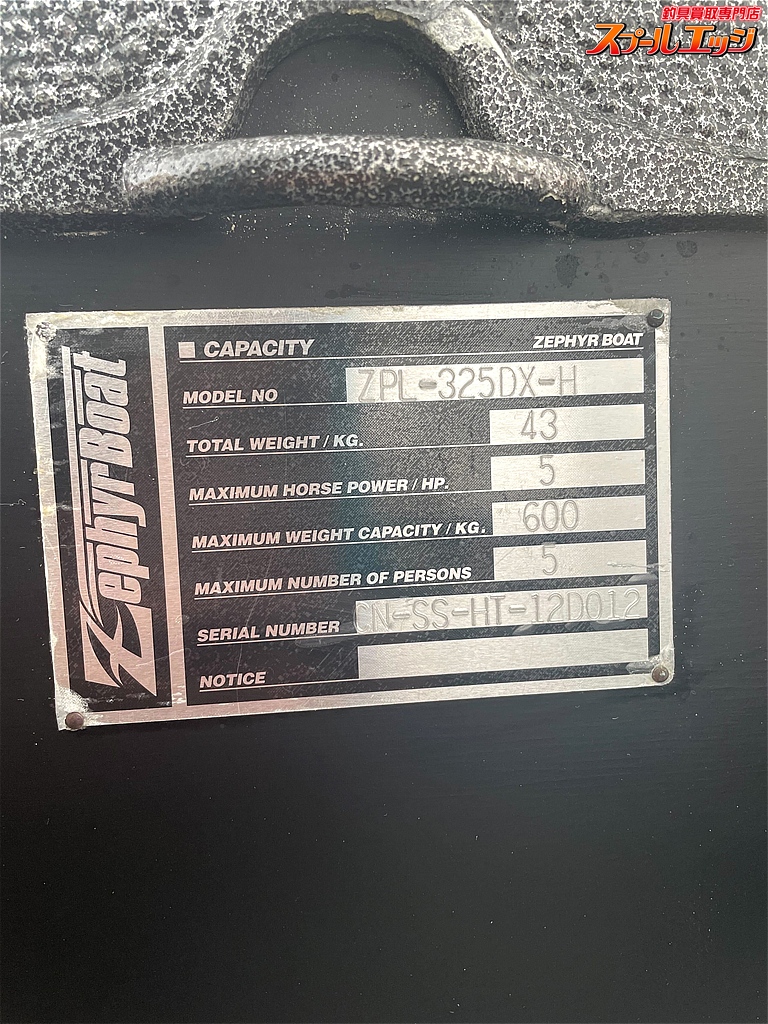 釣具買取専門店
スプールエッジ
ZephyrBoat
■ CAPACITY ZEPHYR BOAT
MODEL NO ZPL-325DX-H
TOTAL WEIGHT / KG. 43
MAXIMUM HORSE POWER / HP. 5
MAXIMUM WEIGHT CAPACITY / KG. 600
MAXIMUM NUMBER OF PERSONS 5
SERIAL NUMBER CN-SS-HT-12D012
NOTICE